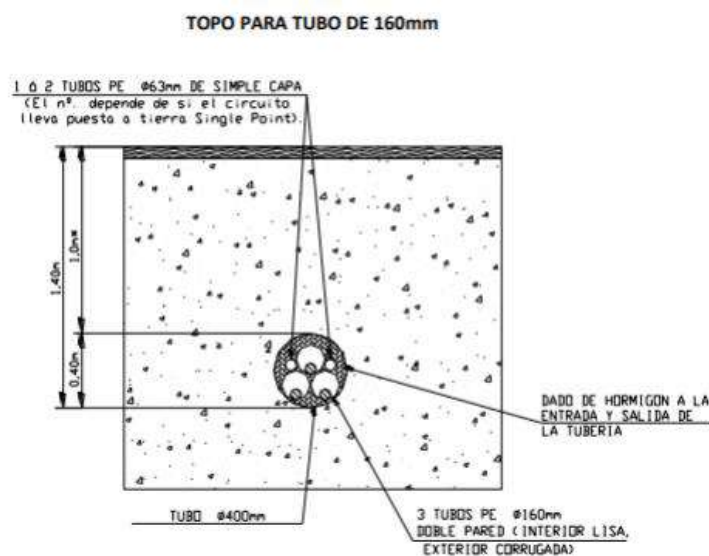 TOPO PARA TUBO DE 160mm
1 ó 2 TUBOS PE ø63mm DE SIMPLE CAPA
(El nº. depende de si el circuito
lleva puesta a tierra Single Point).
1,0m*
1,40m
0,40m
DADO DE HORMIGON A LA
ENTRADA Y SALIDA DE
LA TUBERIA
TUBO ø400mm
3 TUBOS PE ø160mm
DOBLE PARED (INTERIOR LISA,
EXTERIOR CORRUGADA)